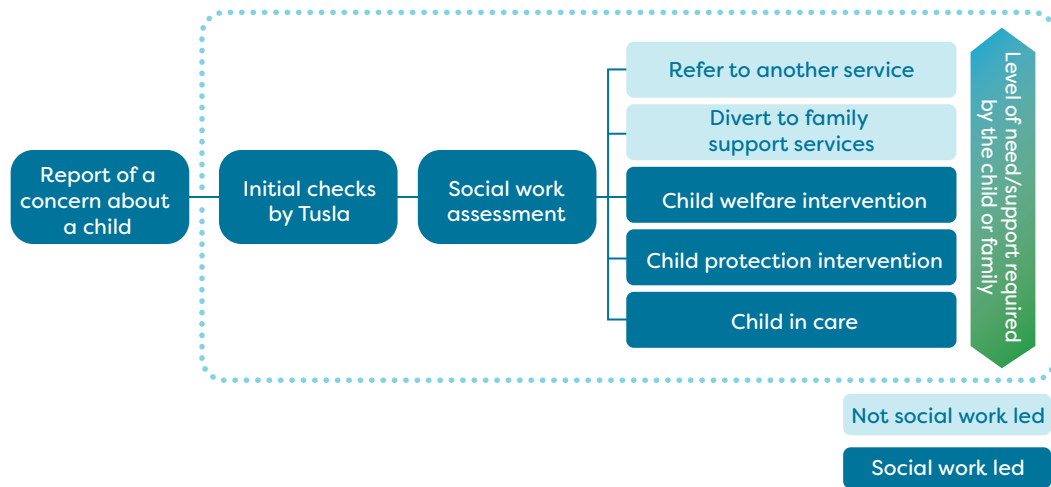 Report of a
concern about
a child
Initial checks
by Tusla
Social work
assessment
Refer to another service
Divert to family
support services
Child welfare intervention
Child protection intervention
Child in care
Level of need/support required
by the child or family
Not social work led
Social work led